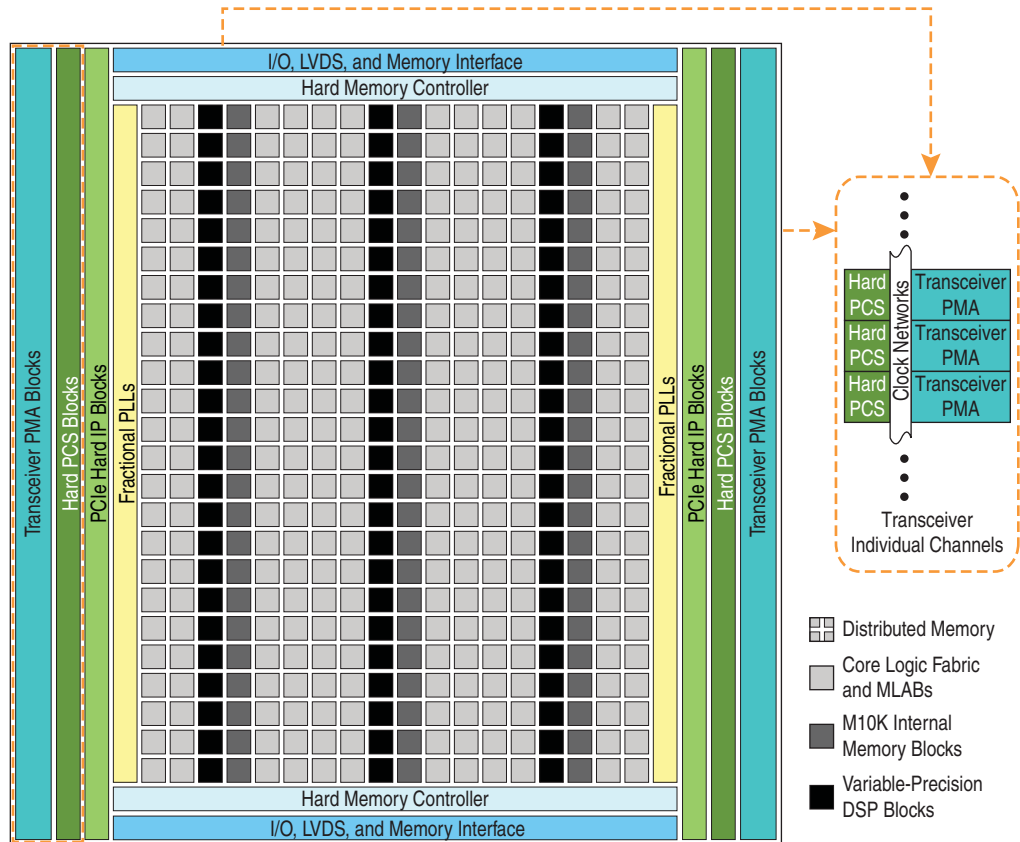 I/O, LVDS, and Memory Interface
Hard Memory Controller
Transceiver PMA Blocks
Hard PCS Blocks
PCIe Hard IP Blocks
Fractional PLLs
Fractional PLLs
PCIe Hard IP Blocks
Hard PCS Blocks
Transceiver PMA Blocks
Hard Memory Controller
I/O, LVDS, and Memory Interface
Hard
PCS
Hard
PCS
Hard
PCS
Clock Networks
Transceiver
PMA
Transceiver
PMA
Transceiver
PMA
Transceiver
Individual Channels
Distributed Memory
Core Logic Fabric
and MLABs
M10K Internal
Memory Blocks
Variable-Precision
DSP Blocks